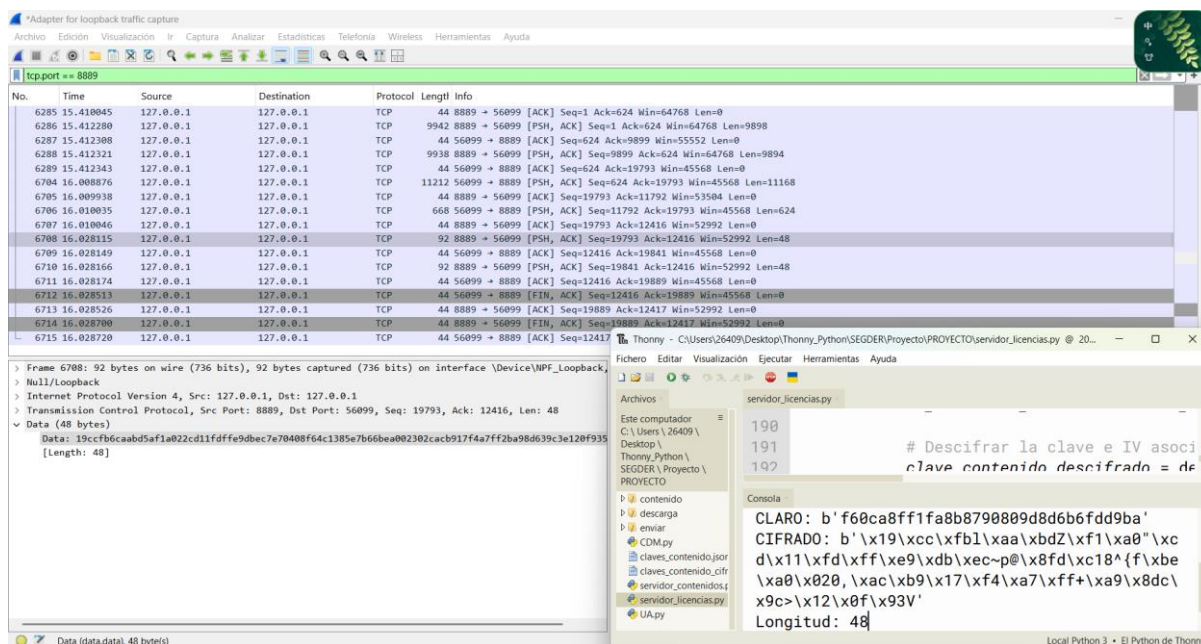 *Adapter for loopback traffic capture
Archivo Edición Visualización Ir Captura Analizar Estadísticas Telefonía Wireless Herramientas Ayuda
tcp.port == 8889
No. Time Source Destination Protocol Lengtl Info
6285 15.410045 127.0.0.1 127.0.0.1 TCP 44 8889 → 56099 [ACK] Seq=1 Ack=624 Win=64768 Len=0
6286 15.412280 127.0.0.1 127.0.0.1 TCP 9942 8889 → 56099 [PSH, ACK] Seq=1 Ack=624 Win=64768 Len=9898
6287 15.412308 127.0.0.1 127.0.0.1 TCP 44 56099 → 8889 [ACK] Seq=624 Ack=9899 Win=55552 Len=0
6288 15.412321 127.0.0.1 127.0.0.1 TCP 9938 8889 → 56099 [PSH, ACK] Seq=9899 Ack=624 Win=64768 Len=9894
6289 15.412343 127.0.0.1 127.0.0.1 TCP 44 56099 → 8889 [ACK] Seq=624 Ack=19793 Win=45568 Len=0
6704 16.008876 127.0.0.1 127.0.0.1 TCP 11212 56099 → 8889 [PSH, ACK] Seq=624 Ack=19793 Win=45568 Len=11168
6705 16.009938 127.0.0.1 127.0.0.1 TCP 44 8889 → 56099 [ACK] Seq=19793 Ack=11792 Win=53504 Len=0
6706 16.010035 127.0.0.1 127.0.0.1 TCP 668 56099 → 8889 [PSH, ACK] Seq=11792 Ack=19793 Win=45568 Len=624
6707 16.010046 127.0.0.1 127.0.0.1 TCP 44 8889 → 56099 [ACK] Seq=19793 Ack=12416 Win=52992 Len=0
6708 16.028115 127.0.0.1 127.0.0.1 TCP 92 8889 → 56099 [PSH, ACK] Seq=19793 Ack=12416 Win=52992 Len=48
6709 16.028149 127.0.0.1 127.0.0.1 TCP 44 56099 → 8889 [ACK] Seq=12416 Ack=19841 Win=45568 Len=0
6710 16.028166 127.0.0.1 127.0.0.1 TCP 92 8889 → 56099 [PSH, ACK] Seq=19841 Ack=12416 Win=52992 Len=48
6711 16.028174 127.0.0.1 127.0.0.1 TCP 44 56099 → 8889 [ACK] Seq=12416 Ack=19889 Win=45568 Len=0
6712 16.028513 127.0.0.1 127.0.0.1 TCP 44 56099 → 8889 [FIN, ACK] Seq=12416 Ack=19889 Win=45568 Len=0
6713 16.028526 127.0.0.1 127.0.0.1 TCP 44 8889 → 56099 [ACK] Seq=19889 Ack=12417 Win=52992 Len=0
6714 16.028700 127.0.0.1 127.0.0.1 TCP 44 8889 → 56099 [FIN, ACK] Seq=19889 Ack=12417 Win=52992 Len=0
6715 16.028720 127.0.0.1 127.0.0.1 TCP 44 56099 → 8889 [ACK] Seq=12417
Frame 6708: 92 bytes on wire (736 bits), 92 bytes captured (736 bits) on interface \Device\NPF_Loopback,
Null/Loopback
Internet Protocol Version 4, Src: 127.0.0.1, Dst: 127.0.0.1
Transmission Control Protocol, Src Port: 8889, Dst Port: 56099, Seq: 19793, Ack: 12416, Len: 48
Data (48 bytes)
Data: 19ccfb6caabd5af1a022cd11fdffe9dbec7e70408f64c1385e7b66bea002302cacb917f4a7ff2ba98d639c3e120f935
[Length: 48]
Data (data.data), 48 byte(s)
Thonny - C:\Users\26409\Desktop\Thonny_Python\SEGDER\Proyecto\PROYECTO\servidor_licencias.py @ 20...
Fichero Editar Visualización Ejecutar Herramientas Ayuda
Archivos
Este computador
C: \ Users \ 26409 \
Desktop \
Thonny_Python \
SEGDER \ Proyecto \
PROYECTO
contenido
descarga
enviar
CDM.py
claves_contenido.jsor
claves_contenido_cifr
servidor_contenidos.p
servidor_licencias.py
UA.py
servidor_licencias.py
190
191 # Descifrar la clave e IV asoci
192 clave contenido descifrado = de
Consola
CLARO: b'f60ca8ff1fa8b8790809d8d6b6fdd9ba'
CIFRADO: b'\x19\xcc\xfbl\xaa\xbdZ\xf1\xa0"\xc
d\x11\xfd\xff\xe9\xdb\xec~p@\x8fd\xc18^{f\xbe
\xa0\x020,\xac\xb9\x17\xf4\xa7\xff+\xa9\x8dc\
x9c>\x12\x0f\x93V'
Longitud: 48
Local Python 3 • El Python de Thonn
中